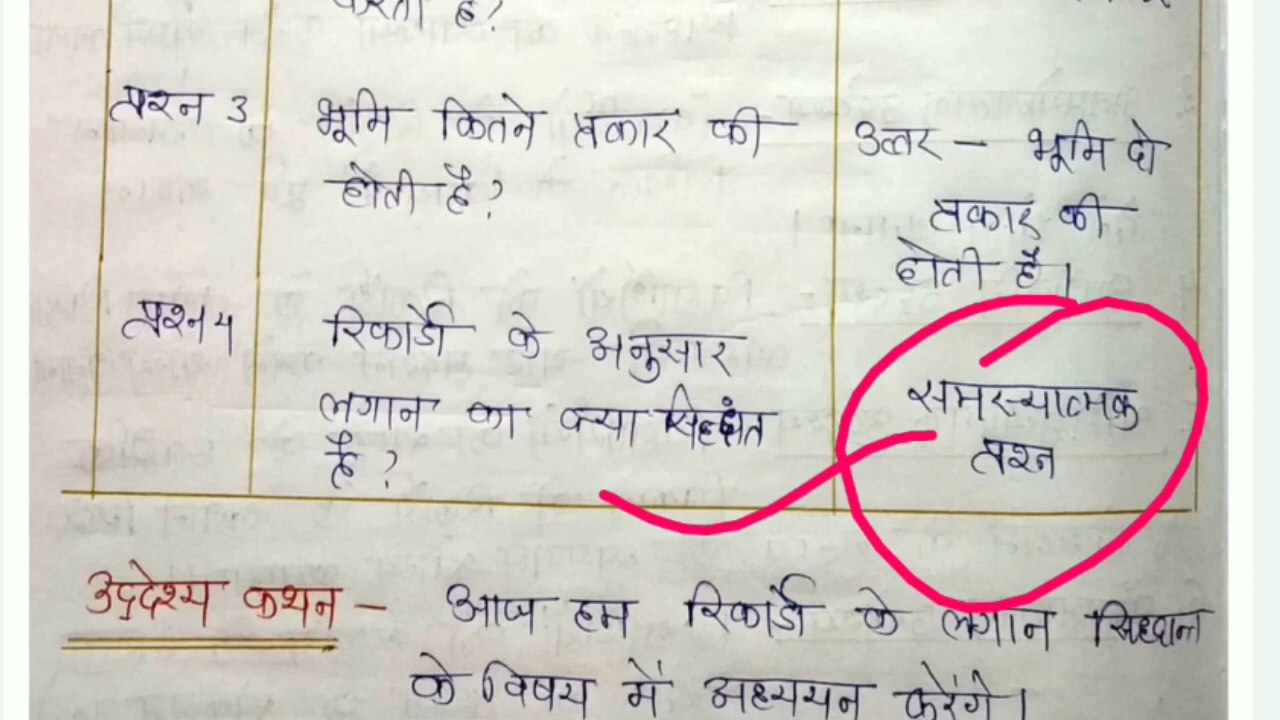 करता है?
प्रश्न 3 भूमि कितने प्रकार की उत्तर - भूमि दो
होती है? प्रकार की
होती है।
प्रश्न 4 रिकार्डो के अनुसार
लगान का क्या सिद्धांत समस्यात्मक
है? प्रश्न
उद्देश्य कथन - आज हम रिकार्डो के लगान सिद्धान्त
के विषय में अध्ययन करेंगे।